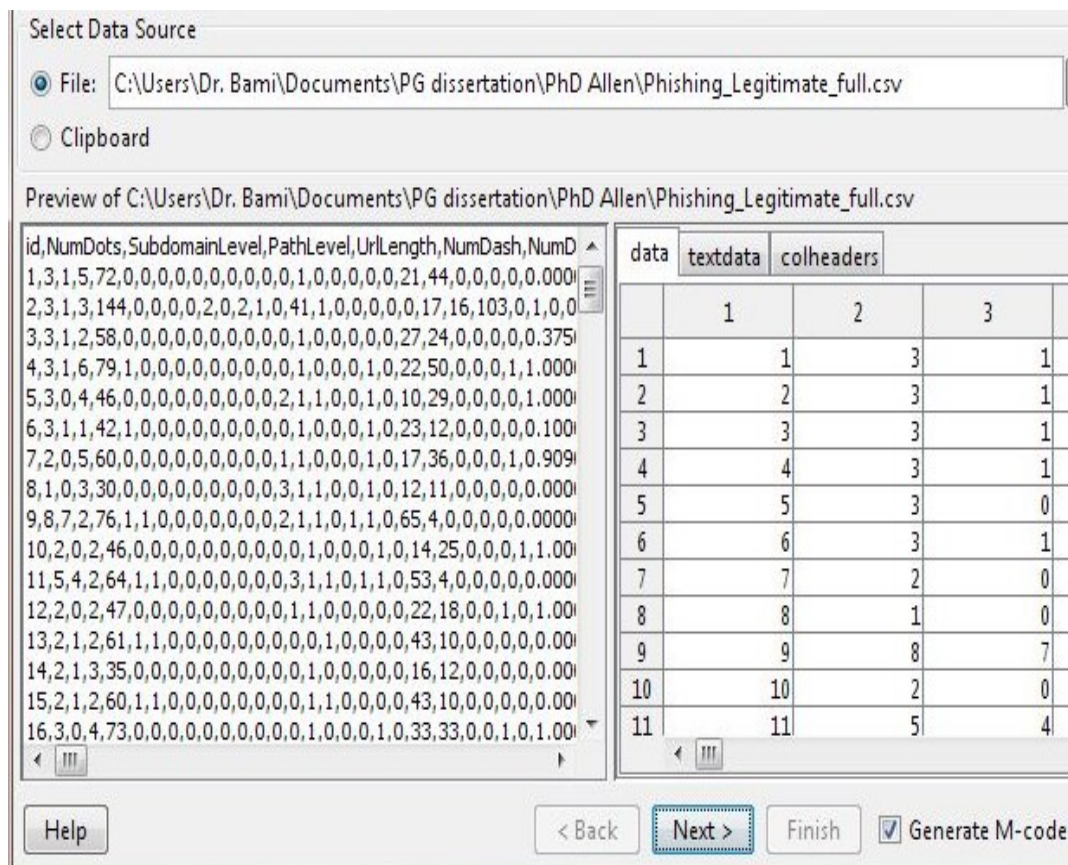 Select Data Source
File: C:\Users\Dr. Bami\Documents\PG dissertation\PhD Allen\Phishing_Legitimate_full.csv
Clipboard
Preview of C:\Users\Dr. Bami\Documents\PG dissertation\PhD Allen\Phishing_Legitimate_full.csv
id,NumDots,SubdomainLevel,PathLevel,UrlLength,NumDash,NumD
1,3,1,5,72,0,0,0,0,0,0,0,0,0,0,1,0,0,0,0,0,21,44,0,0,0,0,0.000
2,3,1,3,144,0,0,0,0,2,0,2,1,0,41,1,0,0,0,0,0,17,16,103,0,1,0,0
3,3,1,2,58,0,0,0,0,0,0,0,0,0,0,1,0,0,0,0,0,27,24,0,0,0,0,0.375
4,3,1,6,79,1,0,0,0,0,0,0,0,0,0,1,0,0,0,1,0,22,50,0,0,0,1,1.000
5,3,0,4,46,0,0,0,0,0,0,0,0,0,2,1,1,0,0,1,0,10,29,0,0,0,0,1.000
6,3,1,1,42,1,0,0,0,0,0,0,0,0,0,1,0,0,0,1,0,23,12,0,0,0,0,0.100
7,2,0,5,60,0,0,0,0,0,0,0,0,0,1,1,0,0,0,1,0,17,36,0,0,0,1,0.909
8,1,0,3,30,0,0,0,0,0,0,0,0,0,3,1,1,0,0,1,0,12,11,0,0,0,0,0.000
9,8,7,2,76,1,1,0,0,0,0,0,0,0,2,1,1,0,1,1,0,65,4,0,0,0,0,0.0000
10,2,0,2,46,0,0,0,0,0,0,0,0,0,0,1,0,0,0,1,0,14,25,0,0,0,1,1.00
11,5,4,2,64,1,1,0,0,0,0,0,0,0,3,1,1,0,1,1,0,53,4,0,0,0,0,0.000
12,2,0,2,47,0,0,0,0,0,0,0,0,0,1,1,0,0,0,0,0,22,18,0,0,1,0,1.00
13,2,1,2,61,1,1,0,0,0,0,0,0,0,0,1,0,0,0,0,0,43,10,0,0,0,0,0.00
14,2,1,3,35,0,0,0,0,0,0,0,0,0,0,1,0,0,0,0,0,16,12,0,0,0,0,0.00
15,2,1,2,60,1,1,0,0,0,0,0,0,0,1,1,0,0,0,0,0,43,10,0,0,0,0,0.00
16,3,0,4,73,0,0,0,0,0,0,0,0,0,0,1,0,0,0,1,0,33,33,0,0,1,0,1.00
data textdata colheaders
1 2 3
1 1 3 1
2 2 3 1
3 3 3 1
4 4 3 1
5 5 3 0
6 6 3 1
7 7 2 0
8 8 1 0
9 9 8 7
10 10 2 0
11 11 5 4
Help
< Back
Next >
Finish
Generate M-code